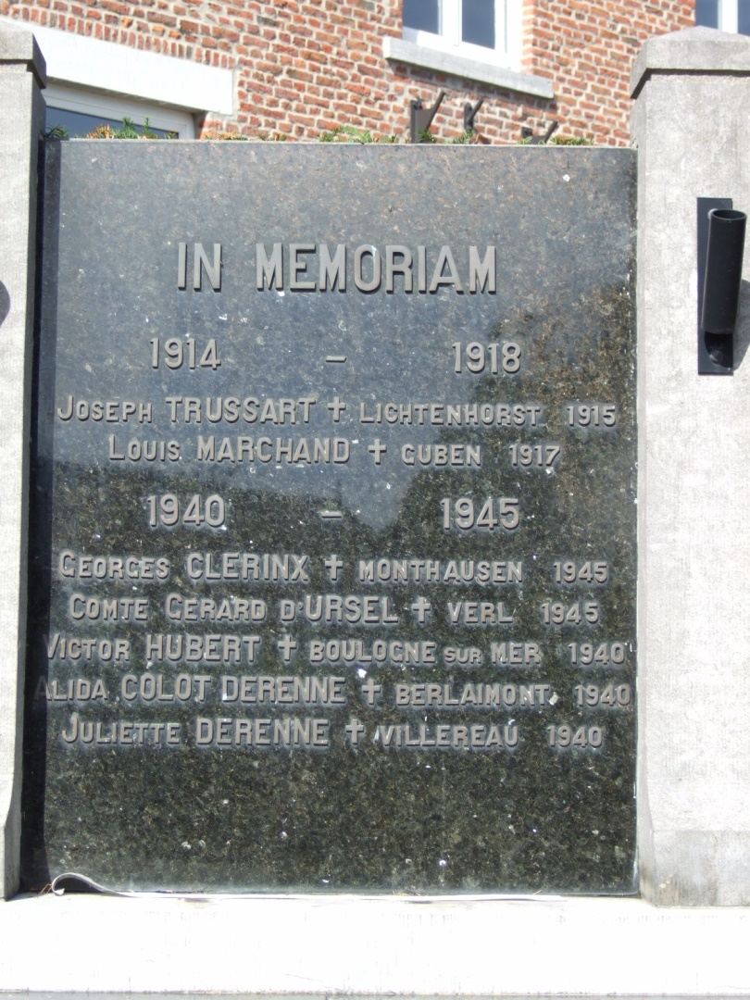 IN MEMORIAM
1914 – 1918
JOSEPH TRUSSART ✝ LICHTENHORST 1915
LOUIS MARCHAND ✝ GUBEN 1917
1940 – 1945
GEORGES CLERINX ✝ MONTHAUSEN 1945
COMTE GERARD D'URSEL ✝ VERL 1945
VICTOR HUBERT ✝ BOULOGNE SUR MER 1940
ALIDA COLOT DERENNE ✝ BERLAIMONT 1940
JULIETTE DERENNE ✝ VILLEREAU 1940